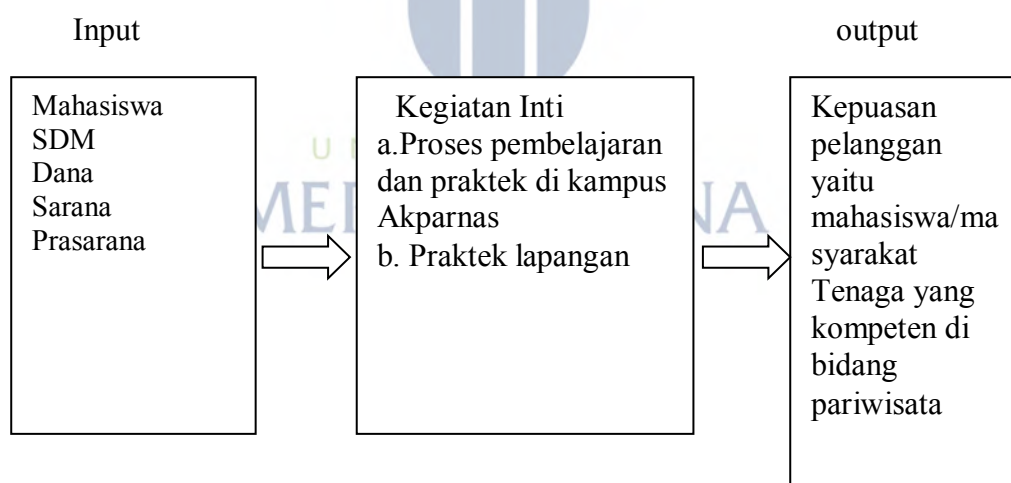 Input
output
Mahasiswa
SDM
Dana
Sarana
Prasarana
Kegiatan Inti
a.Proses pembelajaran
dan praktek di kampus
Akparnas
b. Praktek lapangan
Kepuasan
pelanggan
yaitu
mahasiswa/ma
syarakat
Tenaga yang
kompeten di
bidang
pariwisata